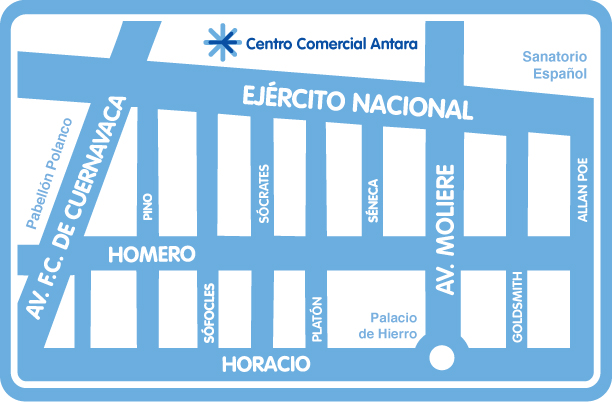 Centro Comercial Antara
Sanatorio
Español
EJÉRCITO NACIONAL
Pabellón Polanco
AV. F.C. DE CUERNAVACA
PINO
SÓCRATES
SÉNECA
AV. MOLIERE
ALLAN POE
HOMERO
SÓFOCLES
PLATÓN
GOLDSMITH
Palacio
de Hierro
HORACIO